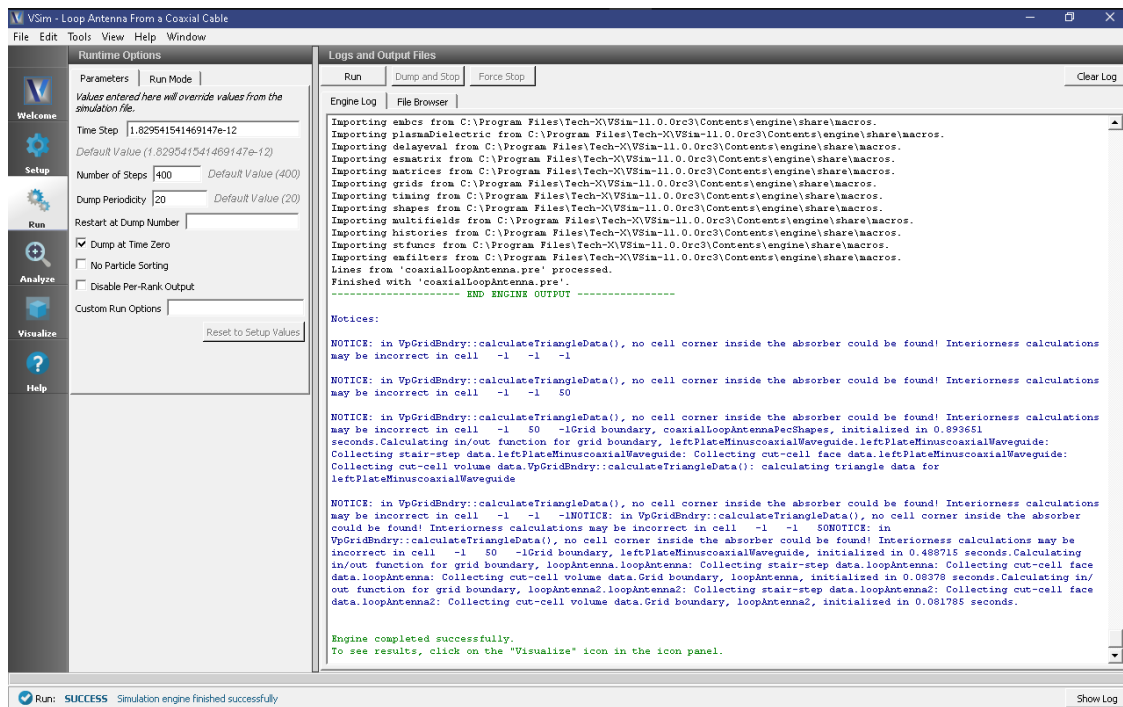 VSim - Loop Antenna From a Coaxial Cable
File Edit Tools View Help Window
Runtime Options
Logs and Output Files
Welcome
Setup
Run
Analyze
Visualize
Help
Parameters
Run Mode
Values entered here will override values from the
simulation file.
Time Step 1.829541541469147e-12
Default Value (1.829541541469147e-12)
Number of Steps 400 Default Value (400)
Dump Periodicity 20 Default Value (20)
Restart at Dump Number
Dump at Time Zero
No Particle Sorting
Disable Per-Rank Output
Custom Run Options
Reset to Setup Values
Run Dump and Stop Force Stop Clear Log
Engine Log File Browser
Importing embcs from C:\Program Files\Tech-X\VSim-11.0.0rc3\Contents\engine\share\macros.
Importing plasmaDielectric from C:\Program Files\Tech-X\VSim-11.0.0rc3\Contents\engine\share\macros.
Importing delayeval from C:\Program Files\Tech-X\VSim-11.0.0rc3\Contents\engine\share\macros.
Importing esmatrix from C:\Program Files\Tech-X\VSim-11.0.0rc3\Contents\engine\share\macros.
Importing matrices from C:\Program Files\Tech-X\VSim-11.0.0rc3\Contents\engine\share\macros.
Importing grids from C:\Program Files\Tech-X\VSim-11.0.0rc3\Contents\engine\share\macros.
Importing timing from C:\Program Files\Tech-X\VSim-11.0.0rc3\Contents\engine\share\macros.
Importing shapes from C:\Program Files\Tech-X\VSim-11.0.0rc3\Contents\engine\share\macros.
Importing multifields from C:\Program Files\Tech-X\VSim-11.0.0rc3\Contents\engine\share\macros.
Importing histories from C:\Program Files\Tech-X\VSim-11.0.0rc3\Contents\engine\share\macros.
Importing stfuncs from C:\Program Files\Tech-X\VSim-11.0.0rc3\Contents\engine\share\macros.
Importing emfilters from C:\Program Files\Tech-X\VSim-11.0.0rc3\Contents\engine\share\macros.
Lines from 'coaxialLoopAntenna.pre' processed.
Finished with 'coaxialLoopAntenna.pre'.
--------------------- END ENGINE OUTPUT ----------------
Notices:
NOTICE: in VpGridBndry::calculateTriangleData(), no cell corner inside the absorber could be found! Interiorness calculations
may be incorrect in cell -1 -1 -1
NOTICE: in VpGridBndry::calculateTriangleData(), no cell corner inside the absorber could be found! Interiorness calculations
may be incorrect in cell -1 -1 50
NOTICE: in VpGridBndry::calculateTriangleData(), no cell corner inside the absorber could be found! Interiorness calculations
may be incorrect in cell -1 50 -1Grid boundary, coaxialLoopAntennaPecShapes, initialized in 0.893651
seconds.Calculating in/out function for grid boundary, leftPlateMinuscoaxialWaveguide.leftPlateMinuscoaxialWaveguide:
Collecting stair-step data.leftPlateMinuscoaxialWaveguide: Collecting cut-cell face data.leftPlateMinuscoaxialWaveguide:
Collecting cut-cell volume data.VpGridBndry::calculateTriangleData(): calculating triangle data for
leftPlateMinuscoaxialWaveguide
NOTICE: in VpGridBndry::calculateTriangleData(), no cell corner inside the absorber could be found! Interiorness calculations
may be incorrect in cell -1 -1 -1NOTICE: in VpGridBndry::calculateTriangleData(), no cell corner inside the absorber
could be found! Interiorness calculations may be incorrect in cell -1 -1 50NOTICE: in
VpGridBndry::calculateTriangleData(), no cell corner inside the absorber could be found! Interiorness calculations may be
incorrect in cell -1 50 -1Grid boundary, leftPlateMinuscoaxialWaveguide, initialized in 0.488715 seconds.Calculating
in/out function for grid boundary, loopAntenna.loopAntenna: Collecting stair-step data.loopAntenna: Collecting cut-cell face
data.loopAntenna: Collecting cut-cell volume data.Grid boundary, loopAntenna, initialized in 0.08378 seconds.Calculating in/
out function for grid boundary, loopAntenna2.loopAntenna2: Collecting stair-step data.loopAntenna2: Collecting cut-cell face
data.loopAntenna2: Collecting cut-cell volume data.Grid boundary, loopAntenna2, initialized in 0.081785 seconds.
Engine completed successfully.
To see results, click on the "Visualize" icon in the icon panel.
Run: SUCCESS Simulation engine finished successfully
Show Log